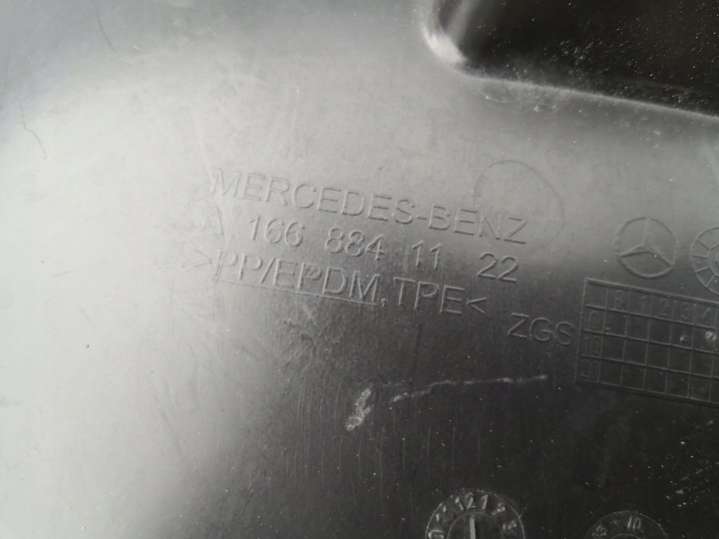 MERCEDES-BENZ
A 166 884 11 22
>PP/EPDM,TPE< ZGS